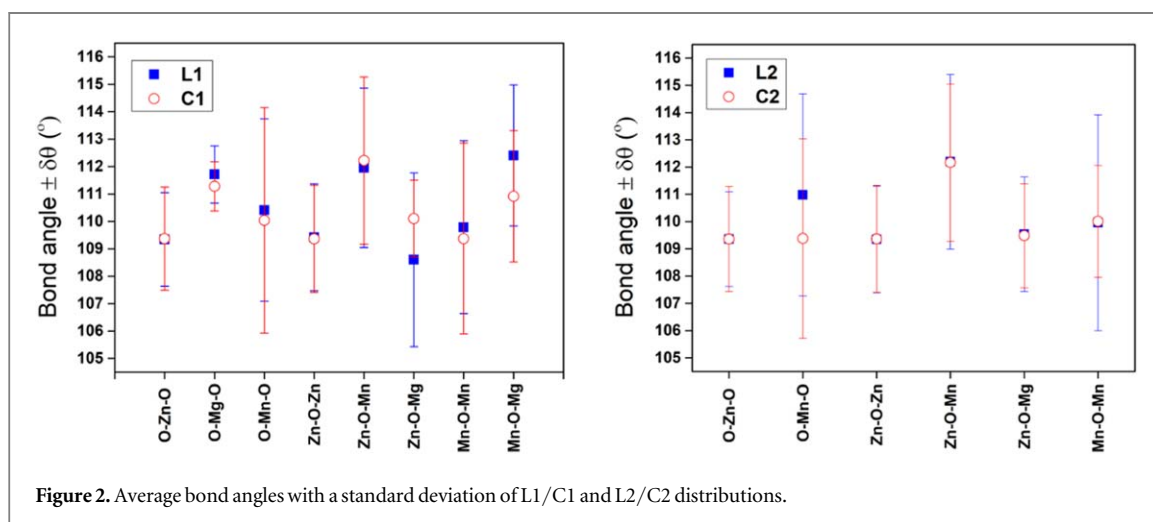 116
115
114
113
112
111
110
109
108
107
106
105
Bond angle ± δθ (°)
L1
C1
O-Zn-O
O-Mg-O
O-Mn-O
Zn-O-Zn
Zn-O-Mn
Zn-O-Mg
Mn-O-Mn
Mn-O-Mg
116
115
114
113
112
111
110
109
108
107
106
105
Bond angle ± δθ (°)
L2
C2
O-Zn-O
O-Mn-O
Zn-O-Zn
Zn-O-Mn
Zn-O-Mg
Mn-O-Mn
Figure 2. Average bond angles with a standard deviation of L1/C1 and L2/C2 distributions.